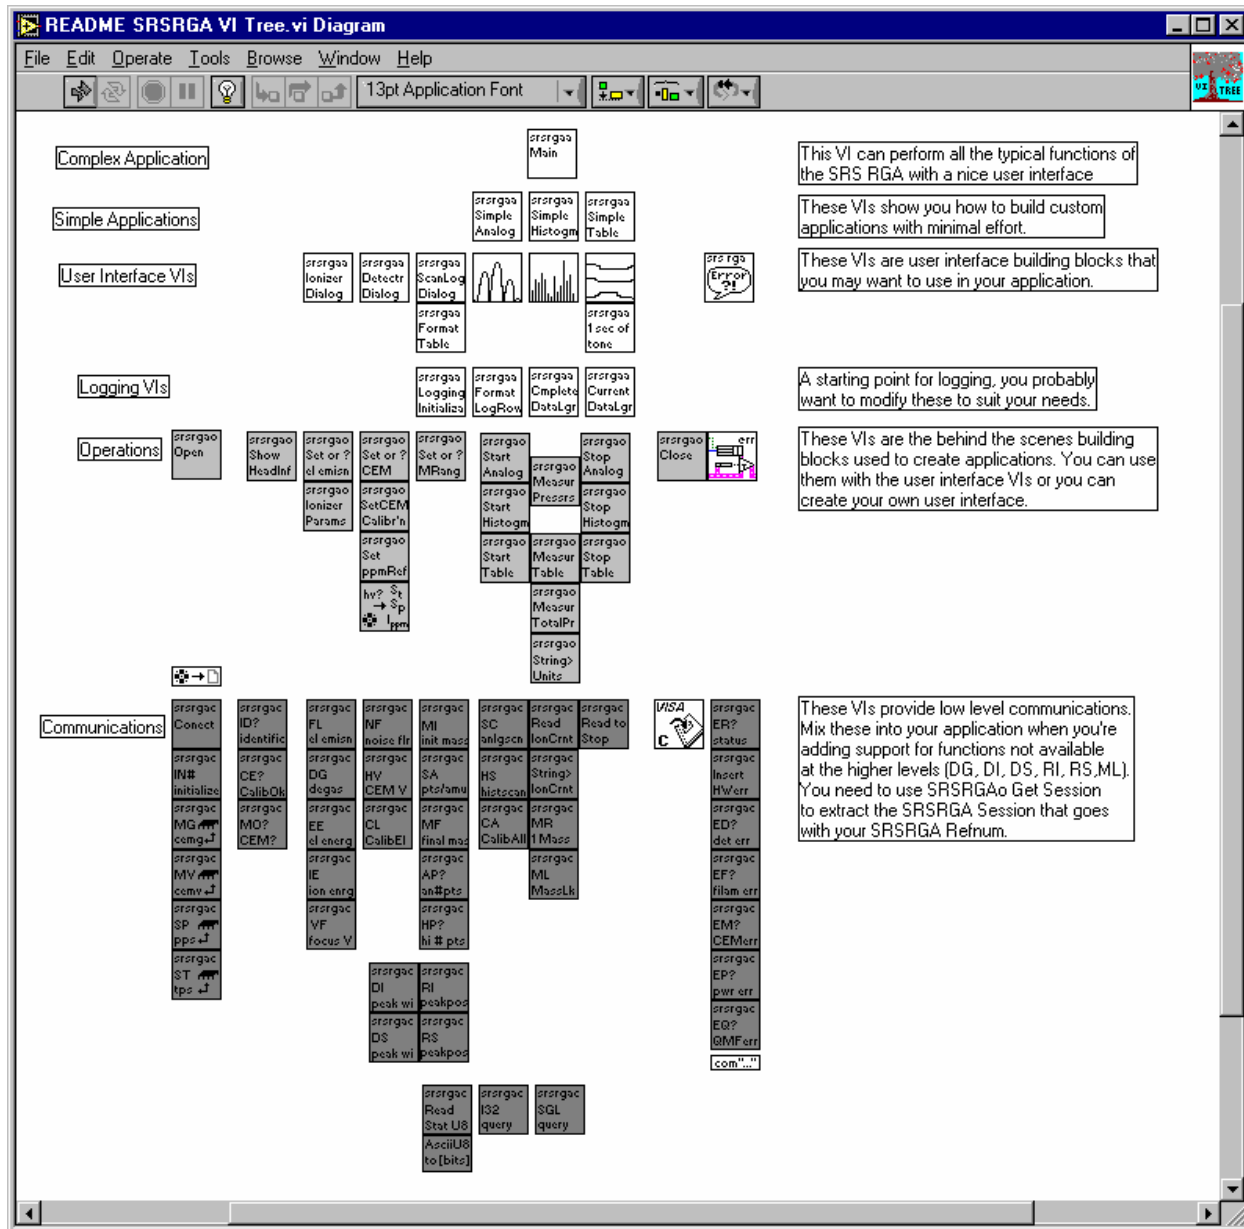 README SRSRGA VI Tree.vi Diagram
File Edit Operate Tools Browse Window Help
13pt Application Font
VI TREE
Complex Application
srsrgaa
Main
This VI can perform all the typical functions of
the SRS RGA with a nice user interface
Simple Applications
srsrgaa srsrgaa srsrgaa
Simple Simple Simple
Analog Histogm Table
These VIs show you how to build custom
applications with minimal effort.
User Interface VIs
srsrgaa srsrgaa srsrgaa
Ionizer Detectr ScanLog
Dialog Dialog Dialog
srs rga
Error
?!
These VIs are user interface building blocks that
you may want to use in your application.
srsrgaa srsrgaa
Format 1 sec of
Table tone
Logging VIs
srsrgaa srsrgaa srsrgaa srsrgaa
Logging Format Cmplete Current
Initializa LogRow DataLgr DataLgr
A starting point for logging, you probably
want to modify these to suit your needs.
Operations
srsrgao
Open
srsrgao srsrgao srsrgao srsrgao
Show Set or ? Set or ? Set or ?
HeadInf el emisn CEM MRang
srsrgao
Start
Analog
srsrgao
Measur
Pressrs
srsrgao
Stop
Analog
srsrgao
Close
err
These VIs are the behind the scenes building
blocks used to create applications. You can use
them with the user interface VIs or you can
create your own user interface.
srsrgao srsrgao srsrgao srsrgao
Ionizer SetCEM Start Stop
Params Calibr'n Histogm Histogm
srsrgao srsrgao srsrgao srsrgao
Set Start Measur Stop
ppmRef Table Table Table
hv? St
→ Sp
Ippm
srsrgao
Measur
TotalPr
srsrgao
String>
Units
Communications
srsrgac srsrgac srsrgac srsrgac srsrgac srsrgac srsrgac srsrgac
Conect ID? FL NF MI SC Read Read to
identific el emisn noise flr init mass anlgscn IonCrnt Stop
VISA
C
srsrgac
ER?
status
These VIs provide low level communications.
Mix these into your application when you're
adding support for functions not available
at the higher levels (DG, DI, DS, RI, RS,ML).
You need to use SRSRGAo Get Session
to extract the SRSRGA Session that goes
with your SRSRGA Refnum.
srsrgac srsrgac srsrgac srsrgac srsrgac srsrgac srsrgac srsrgac
IN# CE? DG HV SA HS String> Insert
initialize CalibOk degas CEM V pts/amu histscan IonCrnt HWerr
srsrgac srsrgac srsrgac srsrgac srsrgac srsrgac srsrgac srsrgac
MG MO? EE CL MF CA MR ED?
cemg CEM? el energ CalibEl final mas CalibAll 1 Mass det err
srsrgac srsrgac srsrgac srsrgac srsrgac
MV IE AP? ML EF?
cemv ion enrg an#pts MassLk filam err
srsrgac srsrgac srsrgac srsrgac
SP VF HP? EM?
pps focus V hi # pts CEMerr
srsrgac srsrgac srsrgac srsrgac
ST DI RI EP?
tps peak wi peakpos pwr err
srsrgac srsrgac srsrgac
DS RS EQ?
peak wi peakpos QMFerr
com"..."
srsrgac srsrgac srsrgac
Read I32 SGL
Stat U8 query query
AsciiU8
to [bits]